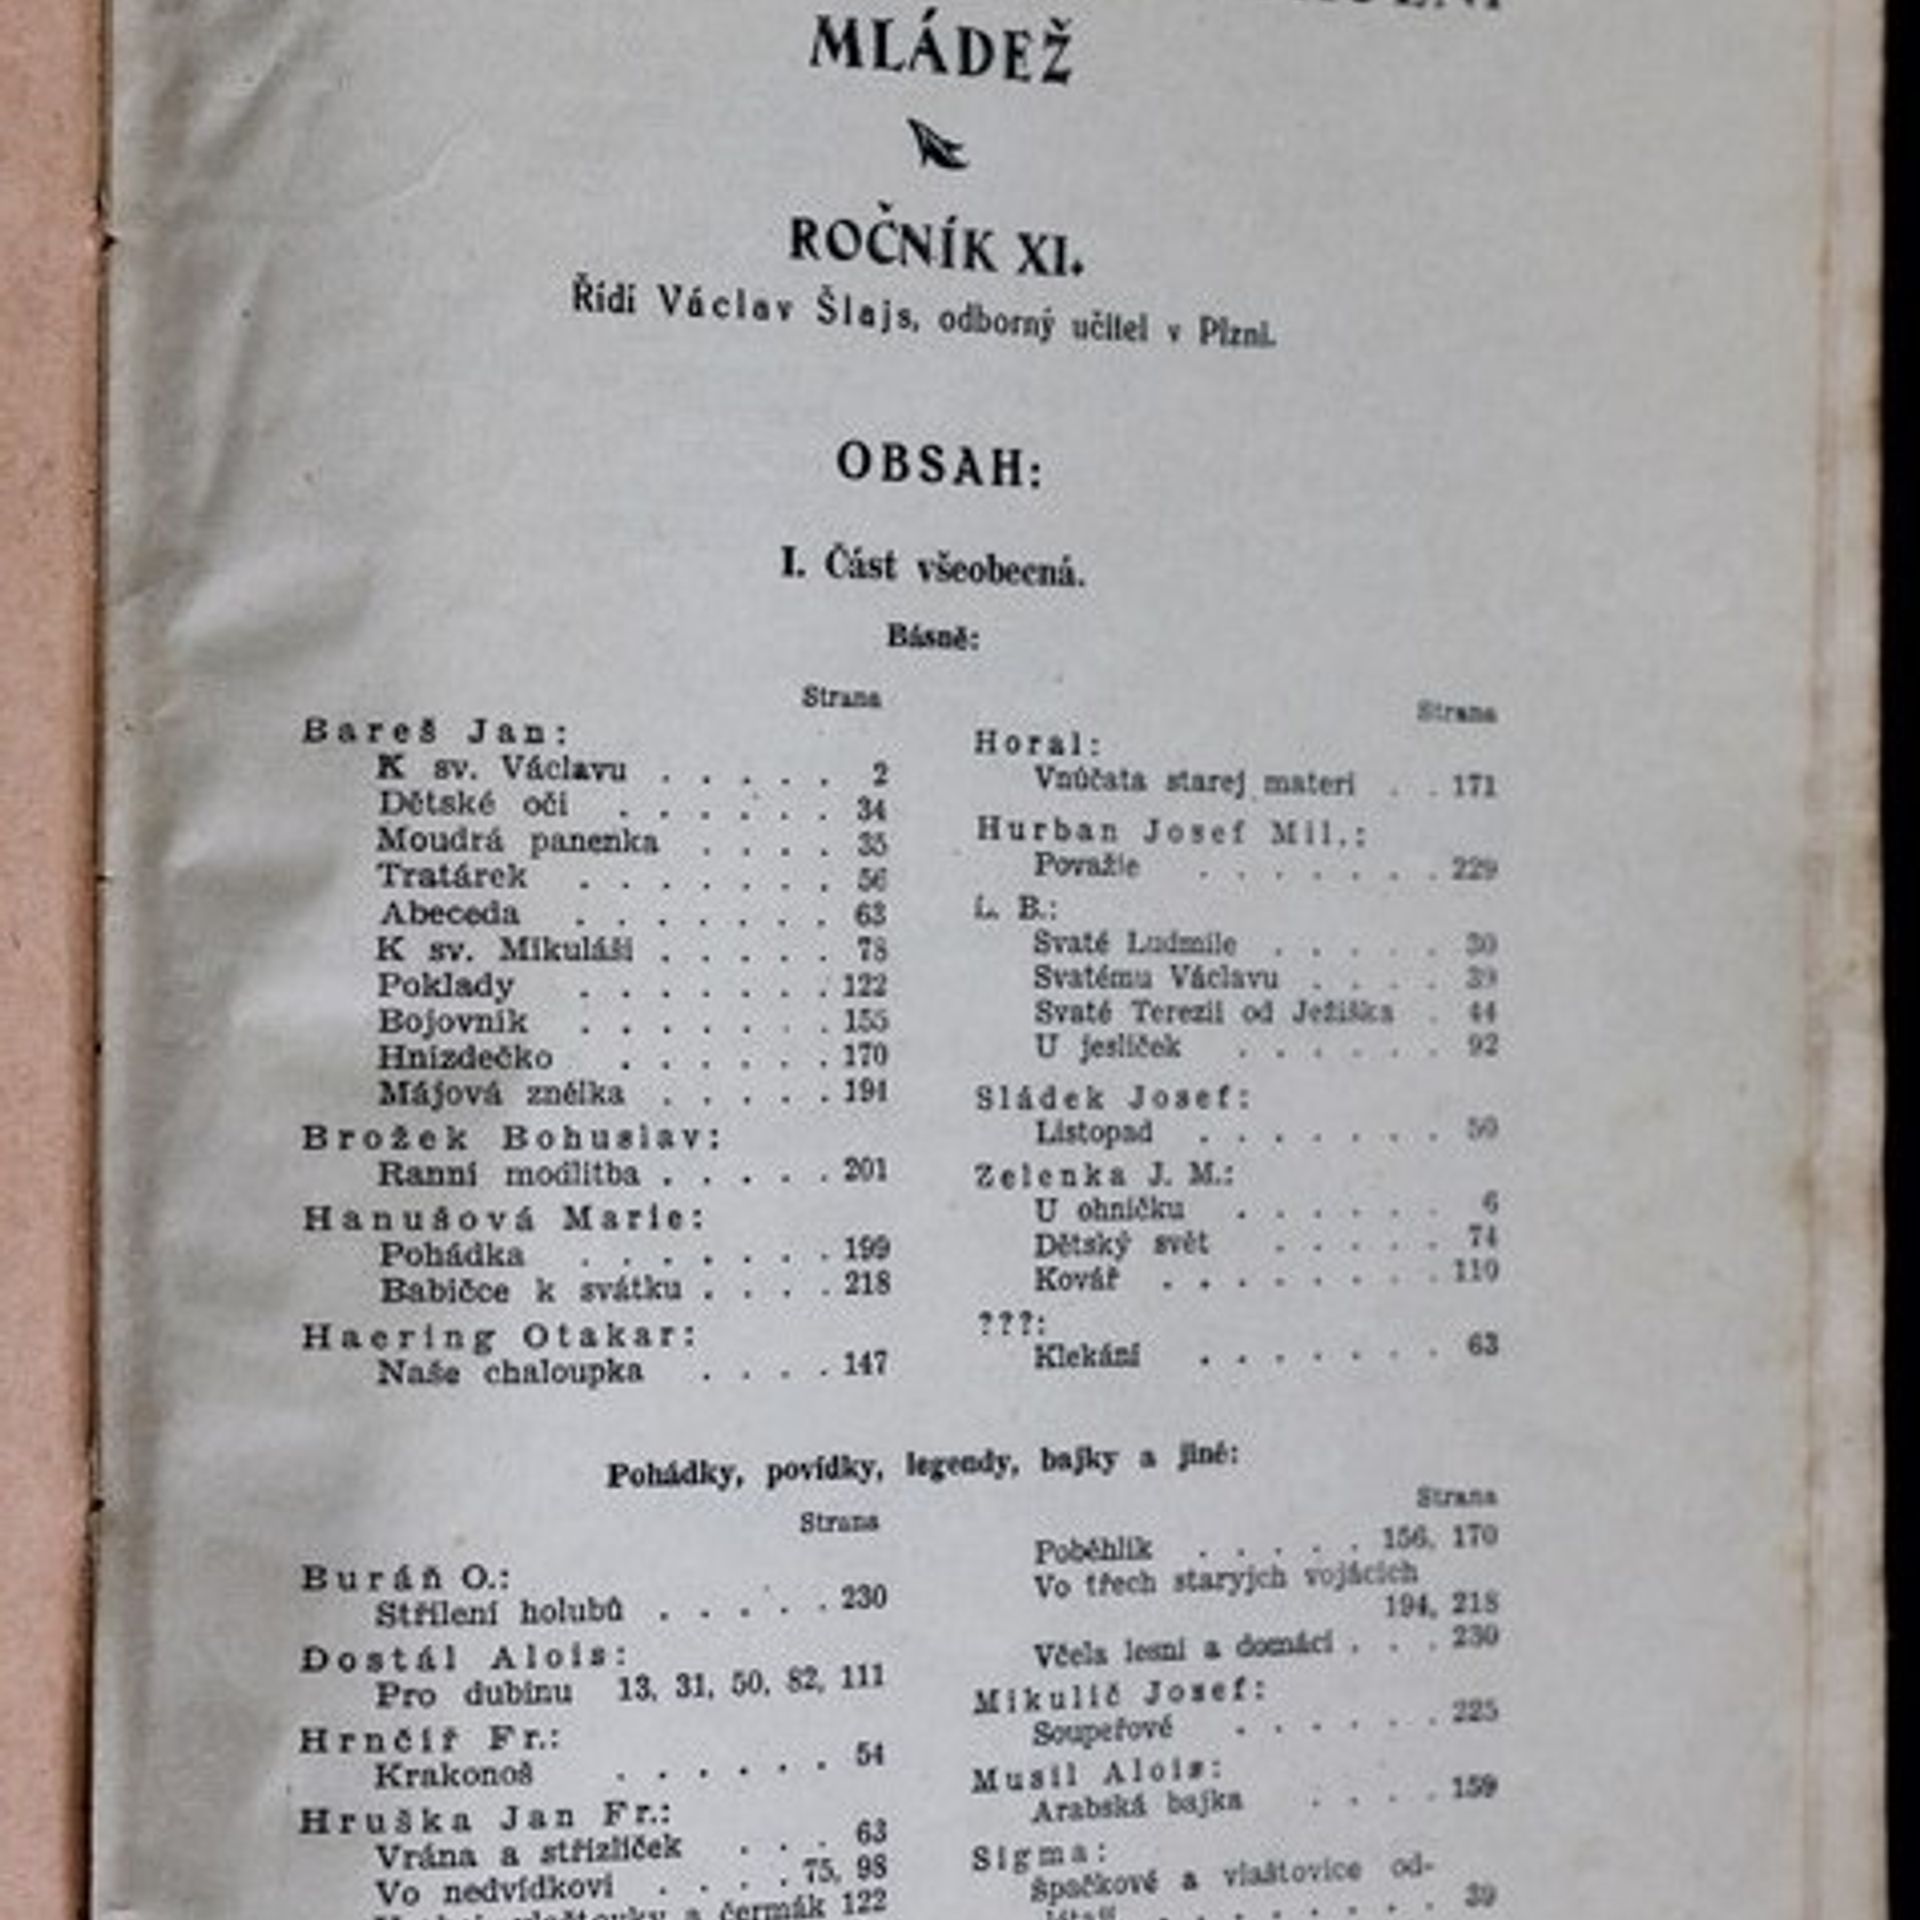 MLÁDEŽ
ROČNÍK XI.
Řídí Václav Šlajs, odborný učitel v Plzni.
OBSAH:
I. Část všeobecná.
Básně:
Strana
Bareš Jan:
K sv. Václavu . . . . . 2
Dětské oči . . . . . . 34
Moudrá panenka . . . . 35
Tratárek . . . . . . . 56
Abeceda . . . . . . . 63
K sv. Mikuláši . . . . . 78
Poklady . . . . . . . 122
Bojovník . . . . . . . 155
Hnízdečko . . . . . . 170
Májová znělka . . . . . 194
Brožek Bohuslav:
Ranní modlitba . . . . . 201
Hanušová Marie:
Pohádka . . . . . . . 199
Babičce k svátku . . . . 218
Haering Otakar:
Naše chaloupka . . . . 147
Strana
Horal:
Vnúčata starej materi . . 171
Hurban Josef Mil.:
Považie . . . . . . . 229
L. B.:
Svaté Ludmile . . . . . 30
Svatému Václavu . . . . 39
Svaté Terezii od Ježíška . 44
U jesliček . . . . . . 92
Sládek Josef:
Listopad . . . . . . . 50
Zelenka J. M.:
U ohníčku . . . . . . 6
Dětský svět . . . . . 74
Kovář . . . . . . . . 110
???:
Klekání . . . . . . . 63
Pohádky, povídky, legendy, bajky a jiné:
Strana
Buráň O.:
Střílení holubů . . . . . 230
Dostál Alois:
Pro dubinu 13, 31, 50, 82, 111
Hrnčíř Fr.:
Krakonoš . . . . . . 54
Hruška Jan Fr.:
Vrána a střízlíček . . . 63
Vo nedvídkovi . . . . 75, 98
a čermák 122
Strana
Poběhlík . . . . . 156, 170
Vo třech staryjch vojácích
194, 218
Včela lesní a domácí . . . 230
Mikulič Josef:
Soupeřové . . . . . . 225
Musil Alois:
Arabská bajka . . . . 159
Sigma:
Špačkové a vlaštovice od-
. . . . . . . 39